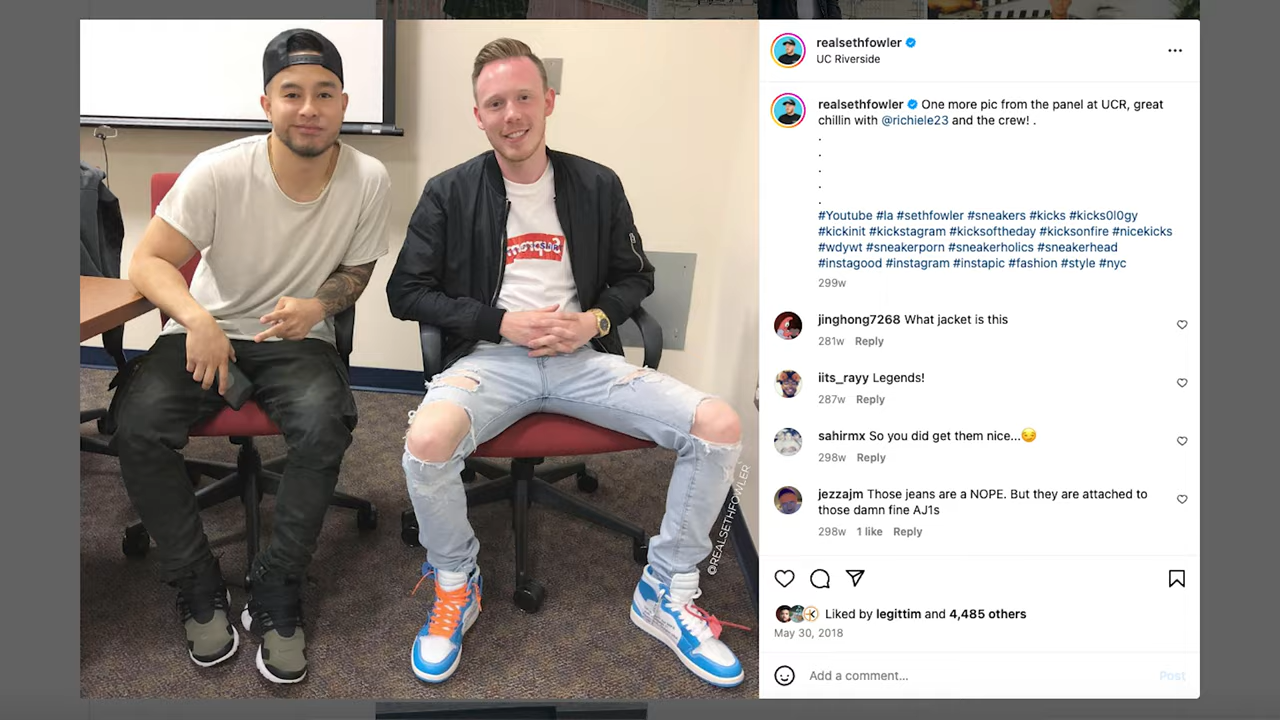 realsethfowler
UC Riverside
realsethfowler One more pic from the panel at UCR, great
chillin with @richiele23 and the crew! .
.
.
.
.
.
#Youtube #la #sethfowler #sneakers #kicks #kicks0l0gy
#kickinit #kickstagram #kicksoftheday #kicksonfire #nicekicks
#wdywt #sneakerporn #sneakerholics #sneakerhead
#instagood #instagram #instapic #fashion #style #nyc
299w
jinghong7268 What jacket is this
281w Reply
iits_rayy Legends!
287w Reply
sahirmx So you did get them nice...😏
298w Reply
jezzajm Those jeans are a NOPE. But they are attached to
those damn fine AJ1s
298w 1 like Reply
Liked by legittim and 4,485 others
May 30, 2018
Add a comment...
Post
@REALSETHFOWLER